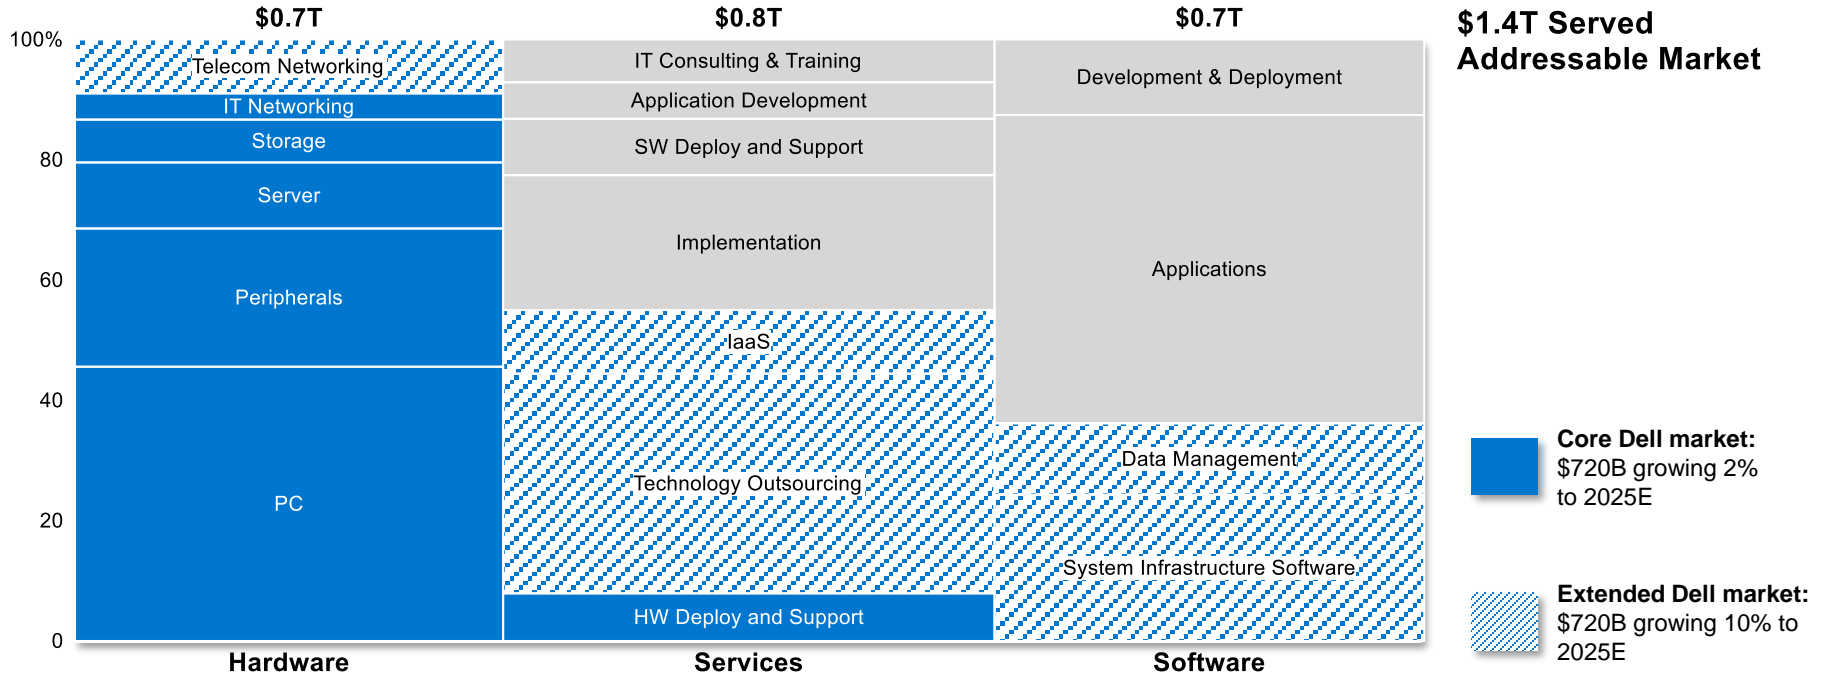 $0.7T
$0.8T
$0.7T
$1.4T Served
Addressable Market
100%
80
60
40
20
0
Telecom Networking
IT Networking
Storage
Server
Peripherals
PC
Hardware
IT Consulting & Training
Application Development
SW Deploy and Support
Implementation
IaaS
Technology Outsourcing
HW Deploy and Support
Services
Development & Deployment
Applications
Data Management
System Infrastructure Software
Software
Core Dell market:
$720B growing 2%
to 2025E
Extended Dell market:
$720B growing 10% to
2025E